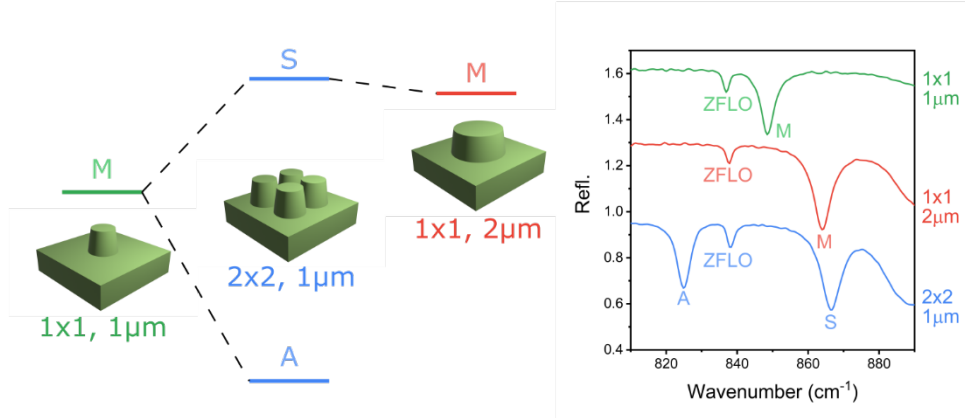 S
M
M
1x1, 2µm
2x2, 1µm
1x1, 1µm
A
Refl.
1.6
1.4
1.2
1.0
0.8
0.6
0.4
ZFLO
M
1x1
1µm
ZFLO
M
1x1
2µm
A
ZFLO
S
2x2
1µm
820
840
860
880
Wavenumber (cm⁻¹)